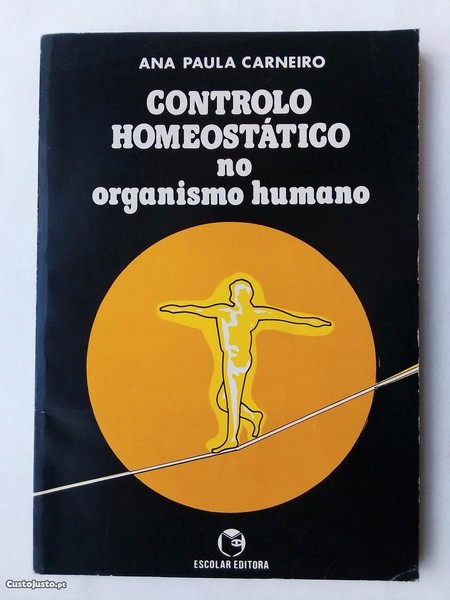 ANA PAULA CARNEIRO
CONTROLO
HOMEOSTÁTICO
no
organismo humano
ESCOLAR EDITORA
CustoJusto.pt